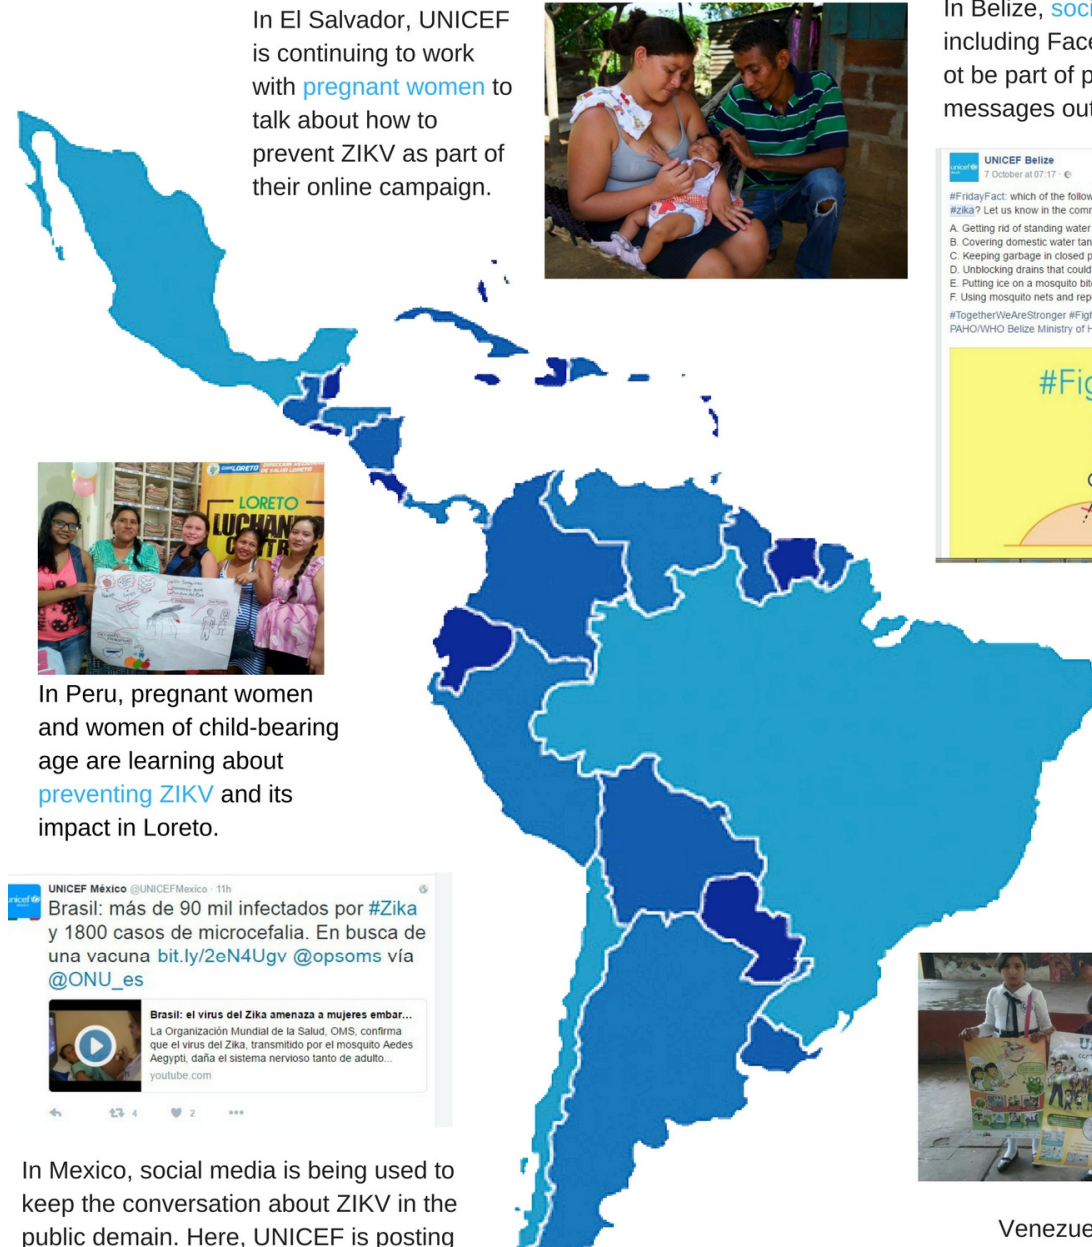 In El Salvador, UNICEF
is continuing to work
with pregnant women to
talk about how to
prevent ZIKV as part of
their online campaign.
In Belize,
including
ot be part of
messages
unicef
UNICEF Belize
7 October at 07:17 ·
#FridayFact: which of the
#zika? Let us know in the
A. Getting rid of standing water
B. Covering domestic water
C. Keeping garbage in closed
D. Unblocking drains that could
E. Putting ice on a mosquito
F. Using mosquito nets and
#TogetherWeAreStronger
PAHO/WHO Belize Ministry of
LORETO
LORETO
In Peru, pregnant women
and women of child-bearing
age are learning about
preventing ZIKV and its
impact in Loreto.
UNICEF México @UNICEFMexico · 11h
Brasil: más de 90 mil infectados por #Zika
y 1800 casos de microcefalia. En busca de
una vacuna bit.ly/2eN4Ugv @opsoms vía
@ONU_es
Brasil: el virus del Zika amenaza a mujeres embar...
La Organización Mundial de la Salud, OMS, confirma
que el virus del Zika, transmitido por el mosquito Aedes
Aegypti, daña el sistema nervioso tanto de adulto...
youtube.com
4 2
In Mexico, social media is being used to
keep the conversation about ZIKV in the
public demain. Here, UNICEF is posting